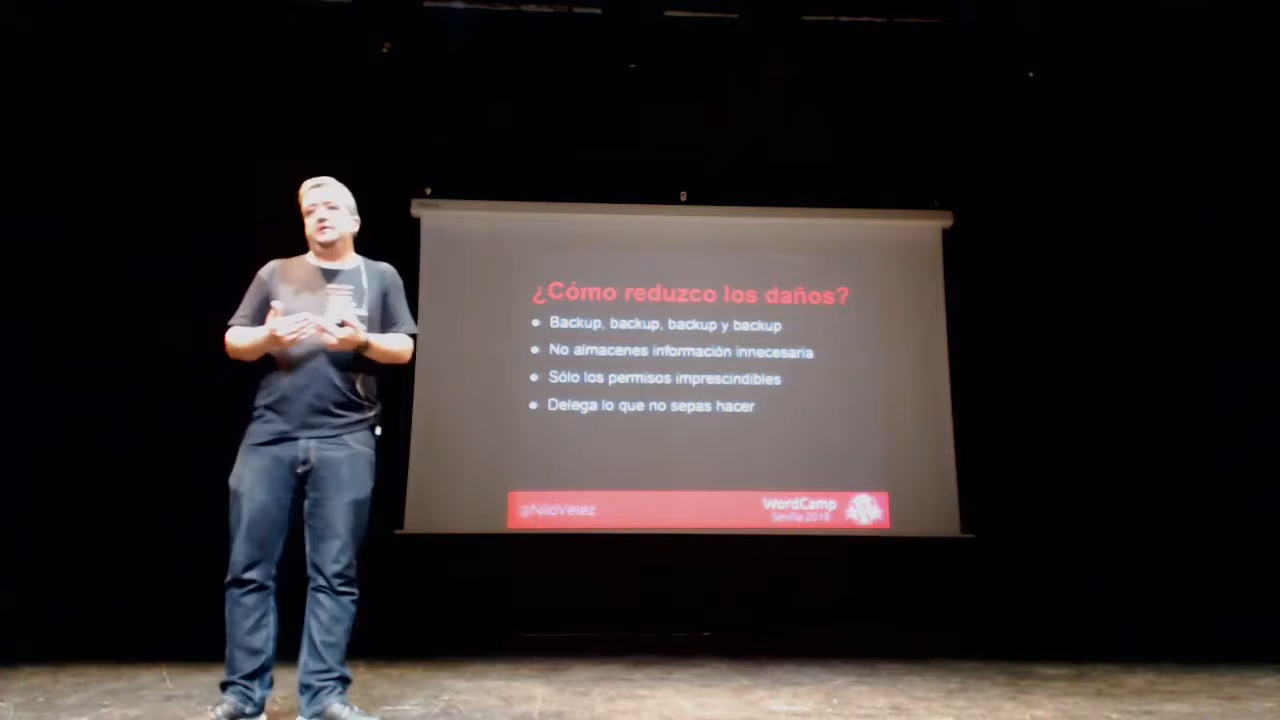 ¿Cómo reduzco los daños?
Backup, backup, backup y backup
No almacenes información innecesaria
Sólo los permisos imprescindibles
Delega lo que no sepas hacer
@NiloVelez
WordCamp
Sevilla 2016